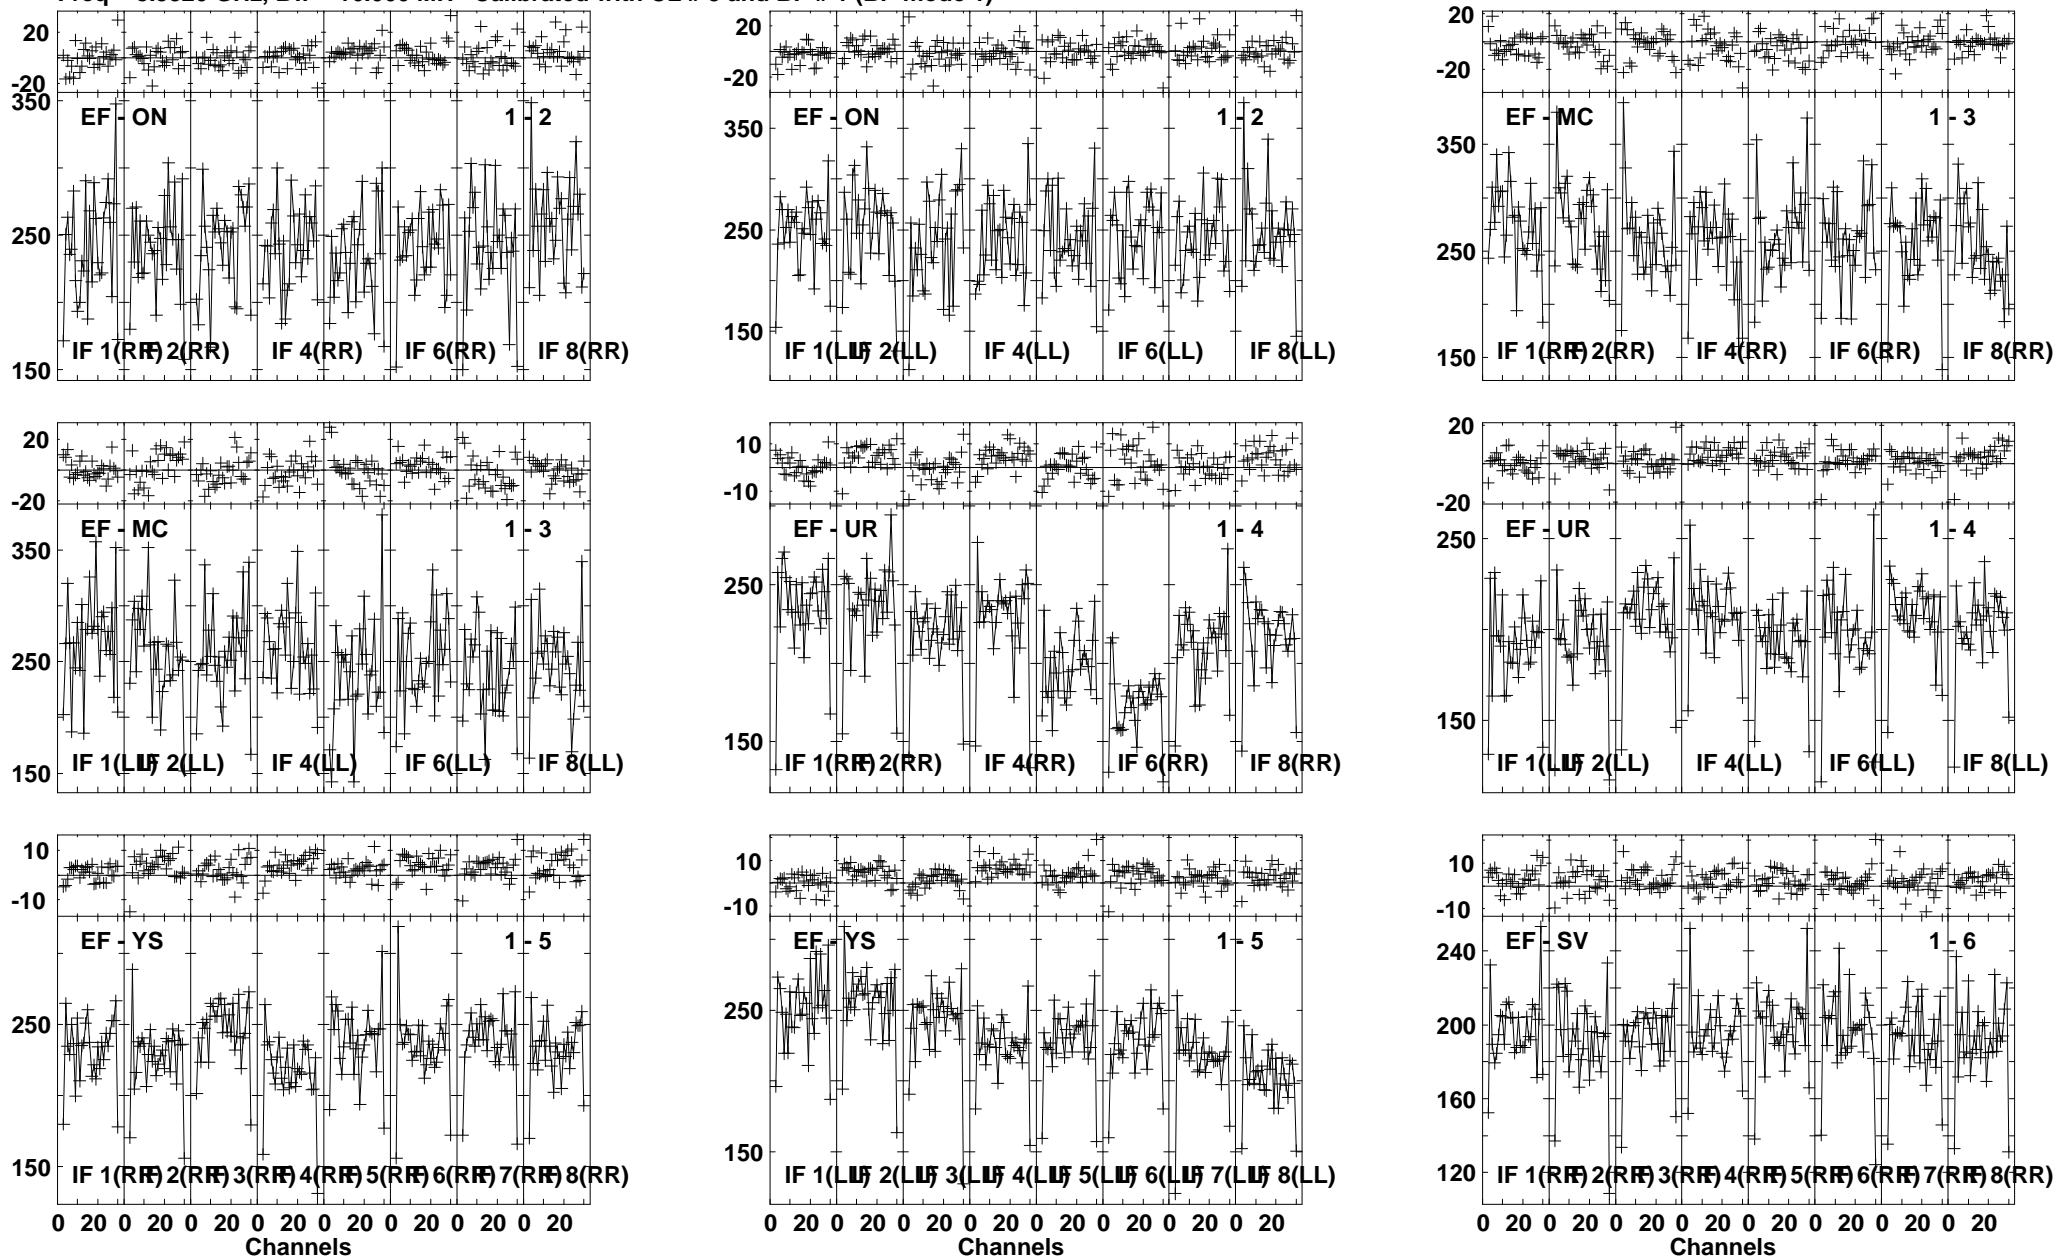 20
-20
350
250
150
EF - ON
1 - 2
IF 1(RR)
IF 2(RR)
IF 4(RR)
IF 6(RR)
IF 8(RR)
20
-20
350
250
150
EF - ON
1 - 2
IF 1(LL)
IF 2(LL)
IF 4(LL)
IF 6(LL)
IF 8(LL)
20
-20
350
250
150
EF - MC
1 - 3
IF 1(RR)
IF 2(RR)
IF 4(RR)
IF 6(RR)
IF 8(RR)
20
-20
350
250
150
EF - MC
1 - 3
IF 1(LL)
IF 2(LL)
IF 4(LL)
IF 6(LL)
IF 8(LL)
10
-10
250
150
EF - UR
1 - 4
IF 1(RR)
IF 2(RR)
IF 4(RR)
IF 6(RR)
IF 8(RR)
20
-20
250
150
EF - UR
1 - 4
IF 1(LL)
IF 2(LL)
IF 4(LL)
IF 6(LL)
IF 8(LL)
10
-10
250
150
EF - YS
1 - 5
IF 1(RR)
IF 2(RR)
IF 3(RR)
IF 4(RR)
IF 5(RR)
IF 6(RR)
IF 7(RR)
IF 8(RR)
0 20 0 20 0 20 0 20 0 20 0 20 0 20 0 20
Channels
10
-10
250
150
EF - YS
1 - 5
IF 1(LL)
IF 2(LL)
IF 3(LL)
IF 4(LL)
IF 5(LL)
IF 6(LL)
IF 7(LL)
IF 8(LL)
0 20 0 20 0 20 0 20 0 20 0 20 0 20 0 20
Channels
10
-10
240
200
160
120
EF - SV
1 - 6
IF 1(RR)
IF 2(RR)
IF 3(RR)
IF 4(RR)
IF 5(RR)
IF 6(RR)
IF 7(RR)
IF 8(RR)
0 20 0 20 0 20 0 20 0 20 0 20 0 20 0 20
Channels